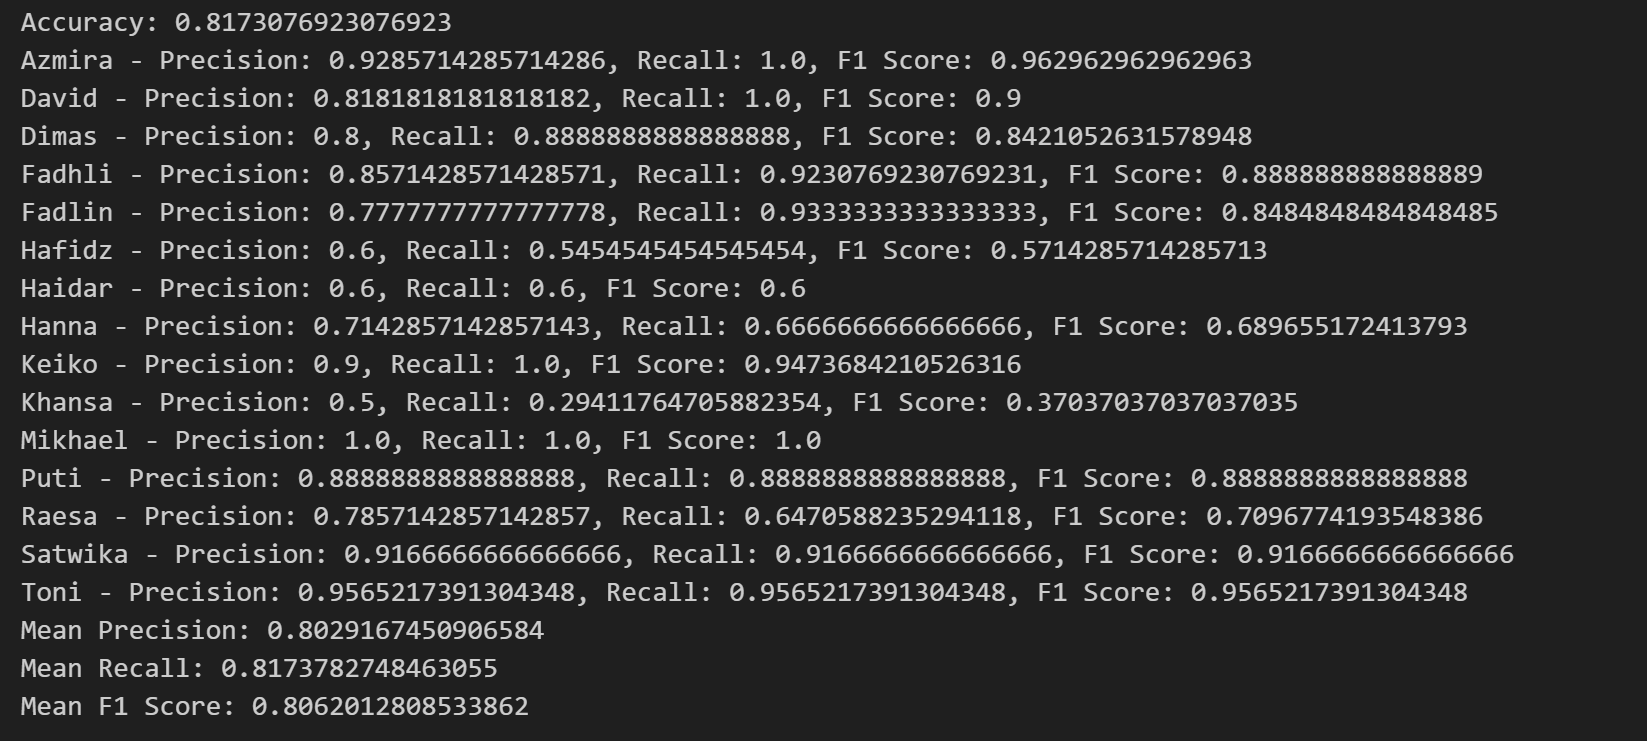 Accuracy: 0.8173076923076923
Azmira - Precision: 0.9285714285714286, Recall: 1.0, F1 Score: 0.962962962962963
David - Precision: 0.8181818181818182, Recall: 1.0, F1 Score: 0.9
Dimas - Precision: 0.8, Recall: 0.8888888888888888, F1 Score: 0.8421052631578948
Fadhli - Precision: 0.8571428571428571, Recall: 0.9230769230769231, F1 Score: 0.888888888888889
Fadlin - Precision: 0.7777777777777778, Recall: 0.9333333333333333, F1 Score: 0.8484848484848485
Hafidz - Precision: 0.6, Recall: 0.5454545454545454, F1 Score: 0.5714285714285713
Haidar - Precision: 0.6, Recall: 0.6, F1 Score: 0.6
Hanna - Precision: 0.7142857142857143, Recall: 0.6666666666666666, F1 Score: 0.689655172413793
Keiko - Precision: 0.9, Recall: 1.0, F1 Score: 0.9473684210526316
Khansa - Precision: 0.5, Recall: 0.29411764705882354, F1 Score: 0.37037037037037035
Mikhael - Precision: 1.0, Recall: 1.0, F1 Score: 1.0
Puti - Precision: 0.8888888888888888, Recall: 0.8888888888888888, F1 Score: 0.8888888888888888
Raesa - Precision: 0.7857142857142857, Recall: 0.6470588235294118, F1 Score: 0.7096774193548386
Satwika - Precision: 0.9166666666666666, Recall: 0.9166666666666666, F1 Score: 0.9166666666666666
Toni - Precision: 0.9565217391304348, Recall: 0.9565217391304348, F1 Score: 0.9565217391304348
Mean Precision: 0.8029167450906584
Mean Recall: 0.8173782748463055
Mean F1 Score: 0.8062012808533862